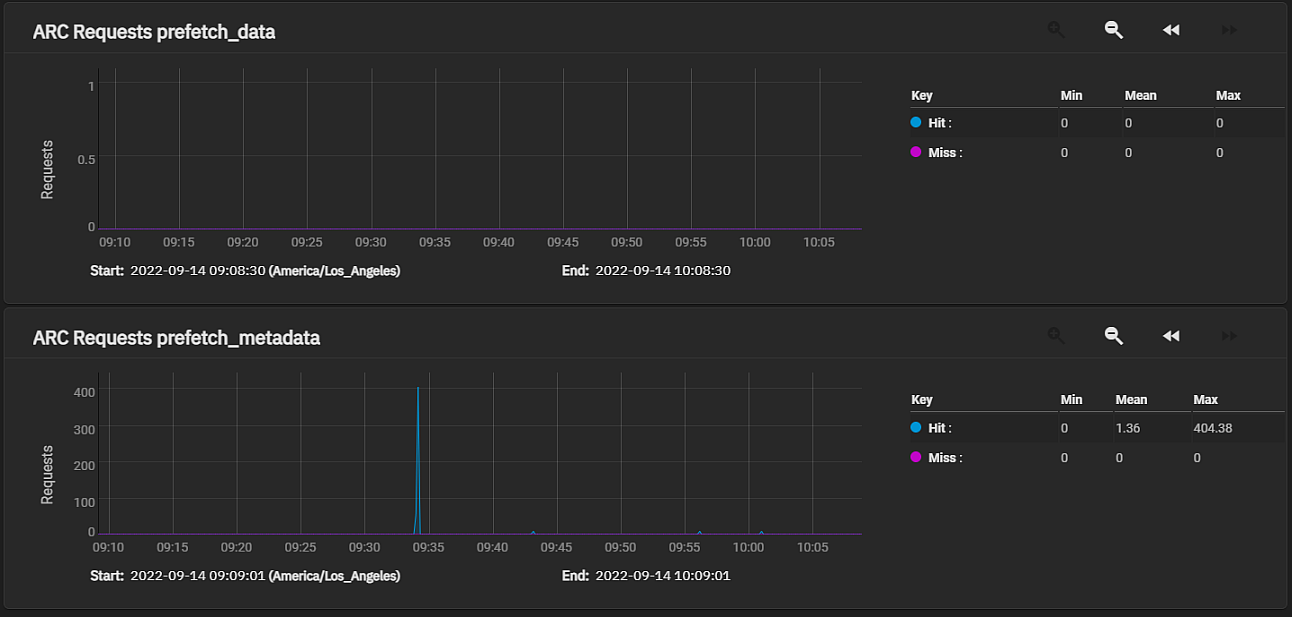 ARC Requests prefetch_data
Requests
1
0.5
0
09:10 09:15 09:20 09:25 09:30 09:35 09:40 09:45 09:50 09:55 10:00 10:05
Start: 2022-09-14 09:08:30 (America/Los_Angeles) End: 2022-09-14 10:08:30
Key Min Mean Max
Hit : 0 0 0
Miss : 0 0 0
ARC Requests prefetch_metadata
Requests
400
300
200
100
0
09:10 09:15 09:20 09:25 09:30 09:35 09:40 09:45 09:50 09:55 10:00 10:05
Start: 2022-09-14 09:09:01 (America/Los_Angeles) End: 2022-09-14 10:09:01
Key Min Mean Max
Hit : 0 1.36 404.38
Miss : 0 0 0